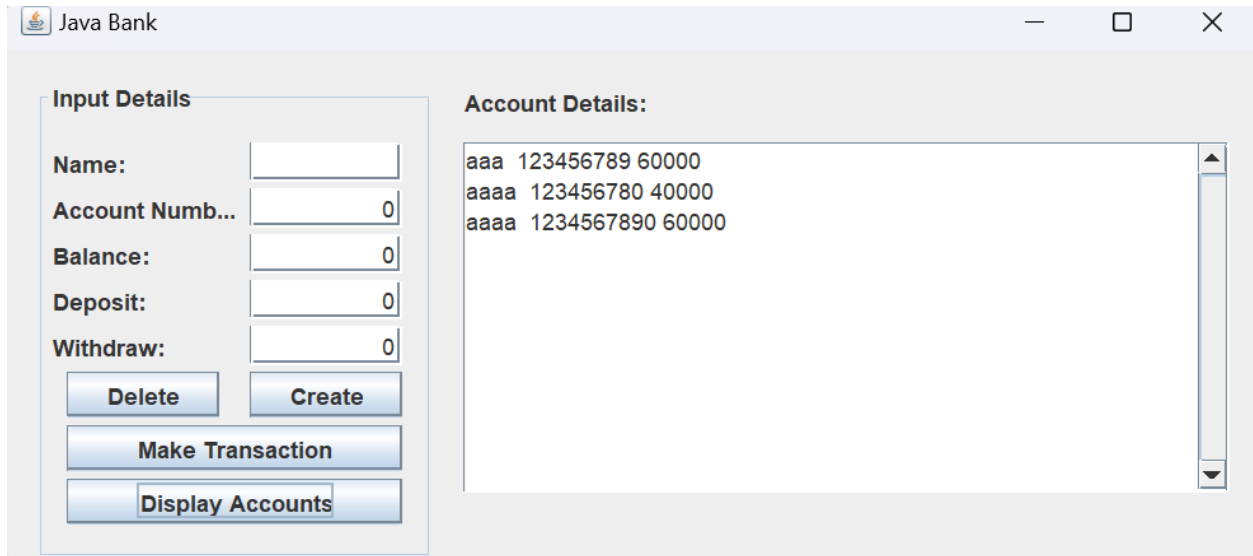 Java Bank
Input Details
Name:
Account Numb... 0
Balance: 0
Deposit: 0
Withdraw: 0
Delete Create
Make Transaction
Display Accounts
Account Details:
aaa  123456789 60000
aaaa  123456780 40000
aaaa  1234567890 60000